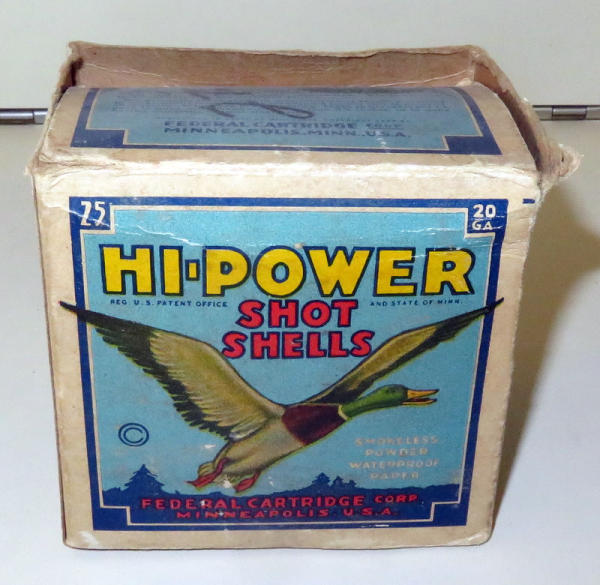 FEDERAL CARTRIDGE CORP.
MINNEAPOLIS, MINN. U.S.A.
25
20
GA
HI-POWER
REG. U.S. PATENT OFFICE AND STATE OF MINN.
SHOT
SHELLS
©
SMOKELESS
POWDER
WATERPROOF
PAPER
FEDERAL CARTRIDGE CORP.
MINNEAPOLIS U.S.A.